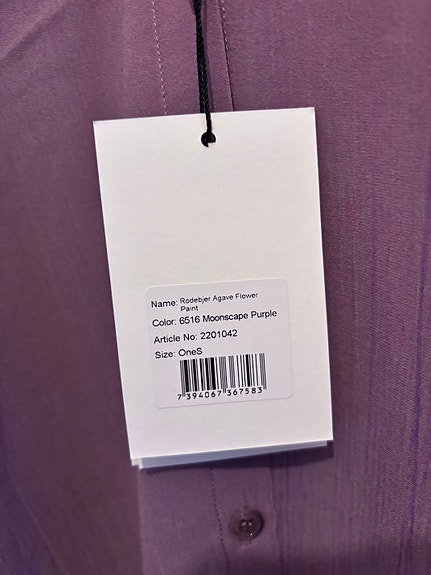 Name: Rodebjer Agave Flower
Paint
Color: 6516 Moonscape Purple
Article No: 2201042
Size: OneS
7 394067 367583